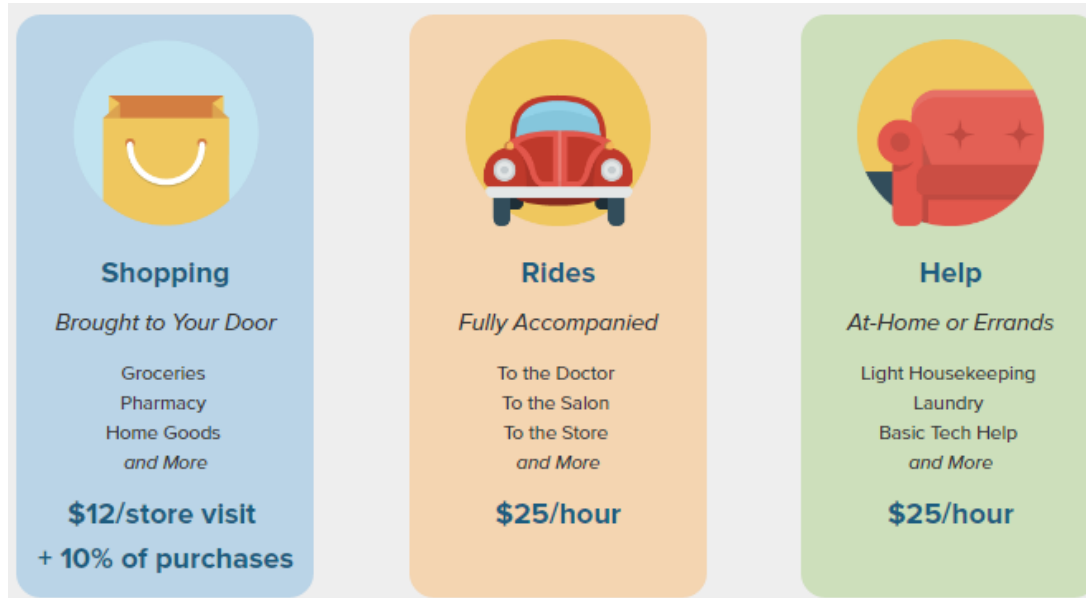 Shopping
Brought to Your Door
Groceries
Pharmacy
Home Goods
and More
$12/store visit
+ 10% of purchases
Rides
Fully Accompanied
To the Doctor
To the Salon
To the Store
and More
$25/hour
Help
At-Home or Errands
Light Housekeeping
Laundry
Basic Tech Help
and More
$25/hour